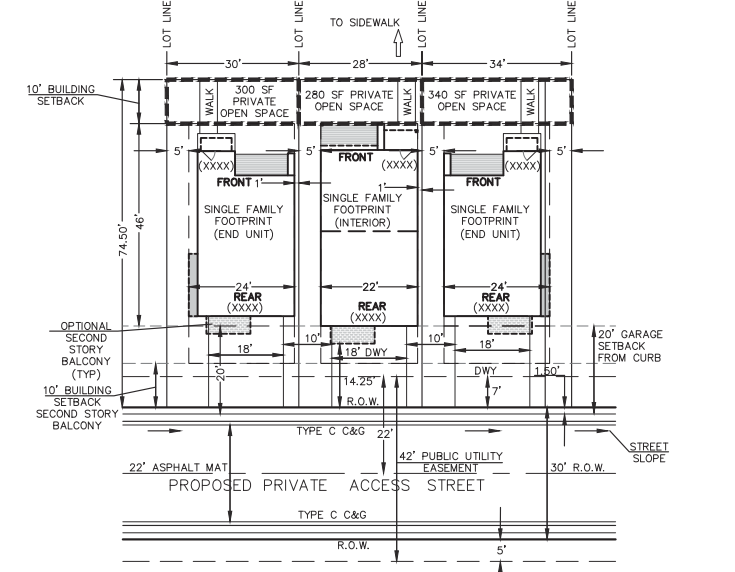 LOT LINE
TO SIDEWALK
LOT LINE
LOT LINE
LOT LINE
30'
28'
34'
10' BUILDING
SETBACK
WALK
300 SF
PRIVATE
OPEN SPACE
280 SF PRIVATE
OPEN SPACE
WALK
340 SF PRIVATE
OPEN SPACE
WALK
5'
(XXXX)
FRONT
1'
5'
FRONT
(XXXX)
5'
1'
5'
FRONT
(XXXX)
5'
74.50'
46'
SINGLE FAMILY
FOOTPRINT
(END UNIT)
SINGLE FAMILY
FOOTPRINT
(INTERIOR)
SINGLE FAMILY
FOOTPRINT
(END UNIT)
24'
REAR
(XXXX)
22'
REAR
(XXXX)
24'
REAR
(XXXX)
OPTIONAL
SECOND
STORY
BALCONY
(TYP)
18'
10'
18' DWY
10'
18'
20' GARAGE
SETBACK
FROM CURB
20'
14.25'
DWY
1.50'
7'
10' BUILDING
SETBACK
SECOND STORY
BALCONY
R.O.W.
TYPE C C&G
22'
STREET
SLOPE
22' ASPHALT MAT
42' PUBLIC UTILITY
EASEMENT
30' R.O.W.
PROPOSED PRIVATE ACCESS STREET
TYPE C C&G
R.O.W.
5'